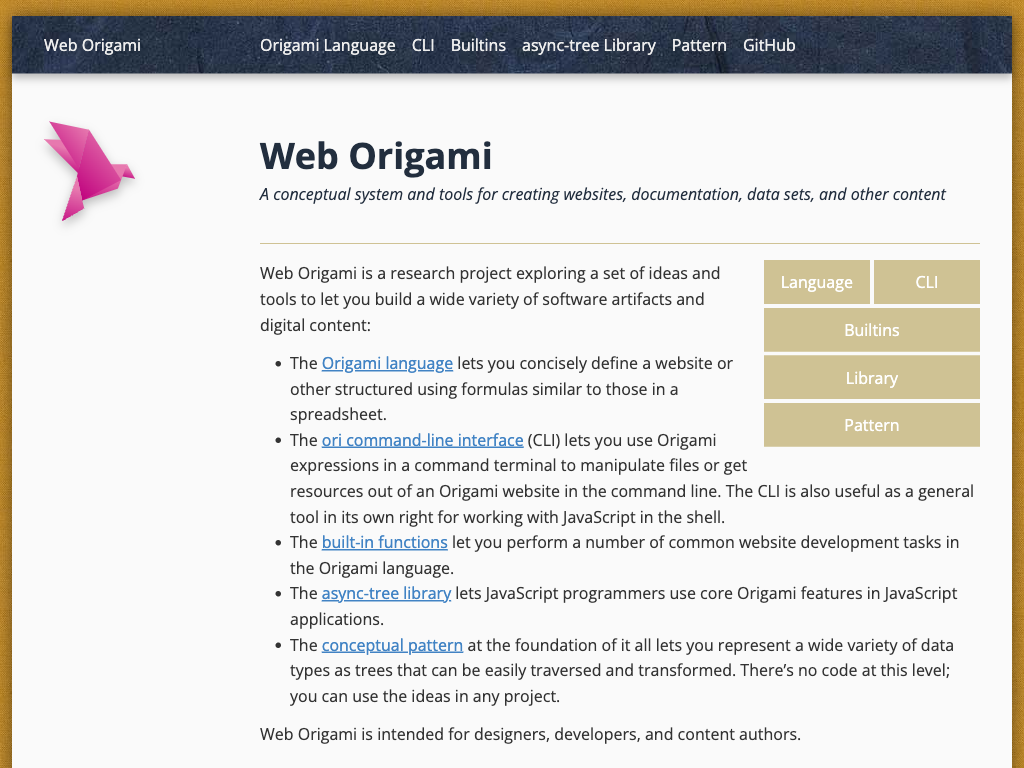 Web Origami
Origami Language CLI Builtins async-tree Library Pattern GitHub
Web Origami
A conceptual system and tools for creating websites, documentation, data sets, and other content
Web Origami is a research project exploring a set of ideas and
tools to let you build a wide variety of software artifacts and
digital content:
Language CLI
Builtins
Library
Pattern
• The Origami language lets you concisely define a website or
other structured using formulas similar to those in a
spreadsheet.
• The ori command-line interface (CLI) lets you use Origami
expressions in a command terminal to manipulate files or get
resources out of an Origami website in the command line. The CLI is also useful as a general
tool in its own right for working with JavaScript in the shell.
• The built-in functions let you perform a number of common website development tasks in
the Origami language.
• The async-tree library lets JavaScript programmers use core Origami features in JavaScript
applications.
• The conceptual pattern at the foundation of it all lets you represent a wide variety of data
types as trees that can be easily traversed and transformed. There’s no code at this level;
you can use the ideas in any project.
Web Origami is intended for designers, developers, and content authors.